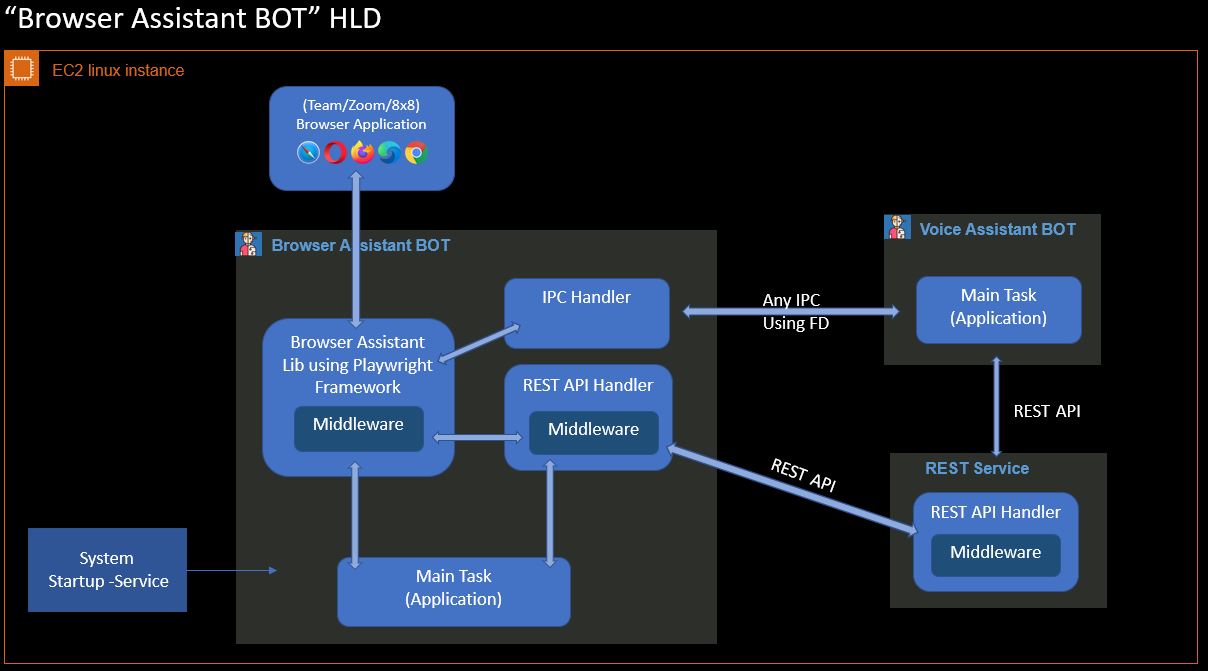 “Browser Assistant BOT” HLD
EC2 linux instance
(Team/Zoom/8x8)
Browser Application
Browser Assistant BOT
Voice Assistant BOT
IPC Handler
Any IPC
Using FD
Main Task
(Application)
Browser Assistant
Lib using Playwright
Framework
Middleware
REST API Handler
Middleware
REST API
REST API
REST Service
REST API Handler
Middleware
System
Startup -Service
Main Task
(Application)